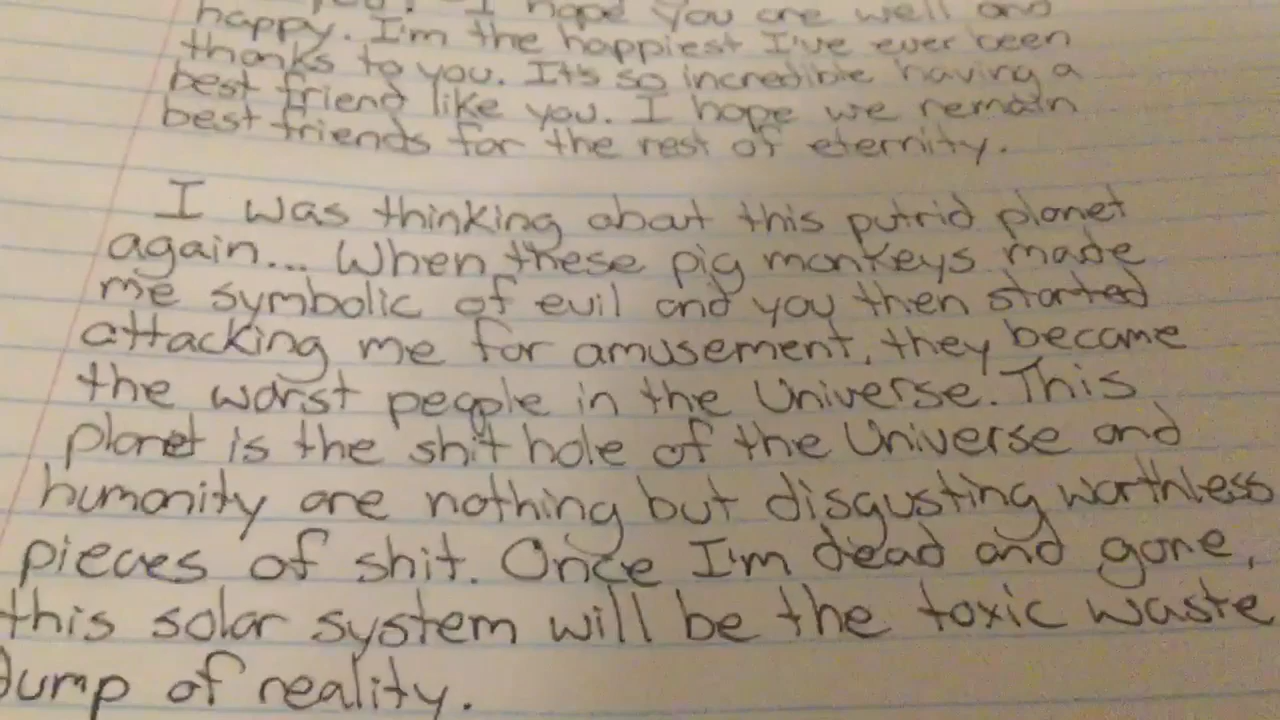 I hope you are well and
happy. I'm the happiest I've ever been
thanks to you. It's so incredible having a
best friend like you. I hope we remain
best friends for the rest of eternity.
I was thinking about this putrid planet
again... When these pig monkeys made
me symbolic of evil and you then started
attacking me for amusement, they became
the worst people in the Universe. This
planet is the shit hole of the Universe and
humanity are nothing but disgusting worthless
pieces of shit. Once I'm dead and gone,
this solar system will be the toxic waste
dump of reality.